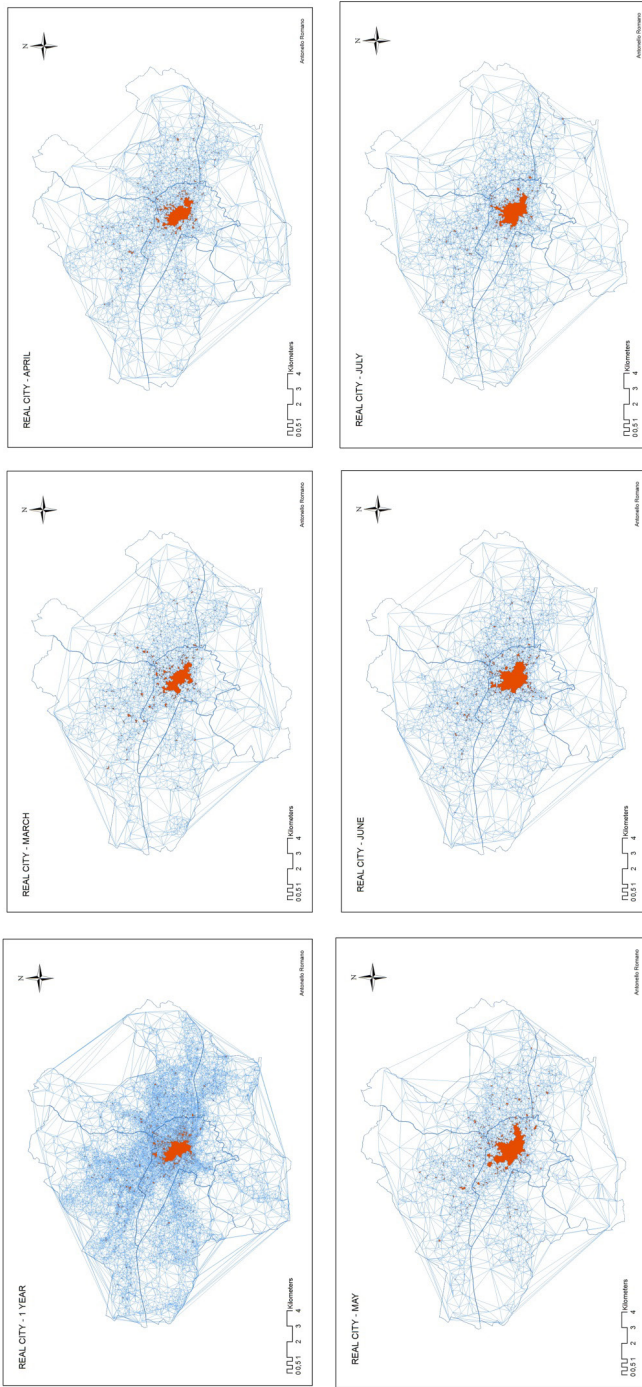 REAL CITY - 1 YEAR
N
Kilometers
0 0,5 1 2 3 4
Antonello Romano
REAL CITY - MARCH
N
Kilometers
0 0,5 1 2 3 4
Antonello Romano
REAL CITY - APRIL
N
Kilometers
0 0,5 1 2 3 4
Antonello Romano
REAL CITY - MAY
N
Kilometers
0 0,5 1 2 3 4
Antonello Romano
REAL CITY - JUNE
N
Kilometers
0 0,5 1 2 3 4
Antonello Romano
REAL CITY - JULY
N
Kilometers
0 0,5 1 2 3 4
Antonello Romano